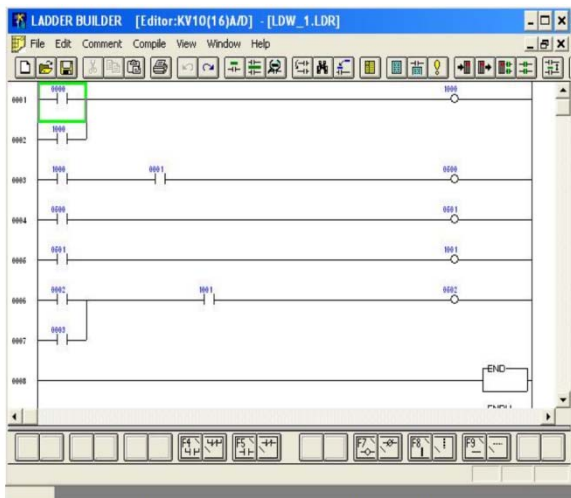 LADDER BUILDER [Editor:KV10(16)A/D] - [LDW_1.LDR]
File Edit Comment Compile View Window Help
0000 1000
0001
1000
0002
1000 0001 0500
0003
0500 0501
0004
0501 1001
0005
0002 1001 0502
0006
0003
0007
END
0008
ENDH
F4 F5 F7 F8 F9